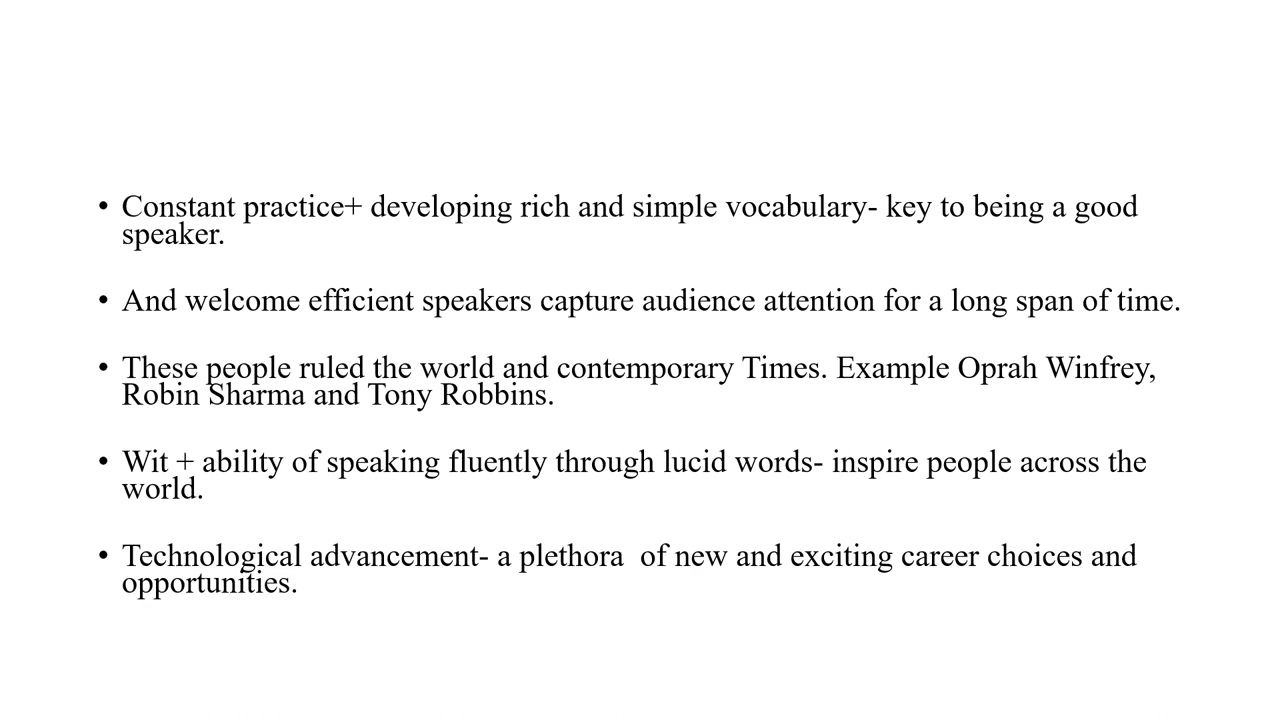 • Constant practice+ developing rich and simple vocabulary- key to being a good
speaker.
• And welcome efficient speakers capture audience attention for a long span of time.
• These people ruled the world and contemporary Times. Example Oprah Winfrey,
Robin Sharma and Tony Robbins.
• Wit + ability of speaking fluently through lucid words- inspire people across the
world.
• Technological advancement- a plethora  of new and exciting career choices and
opportunities.